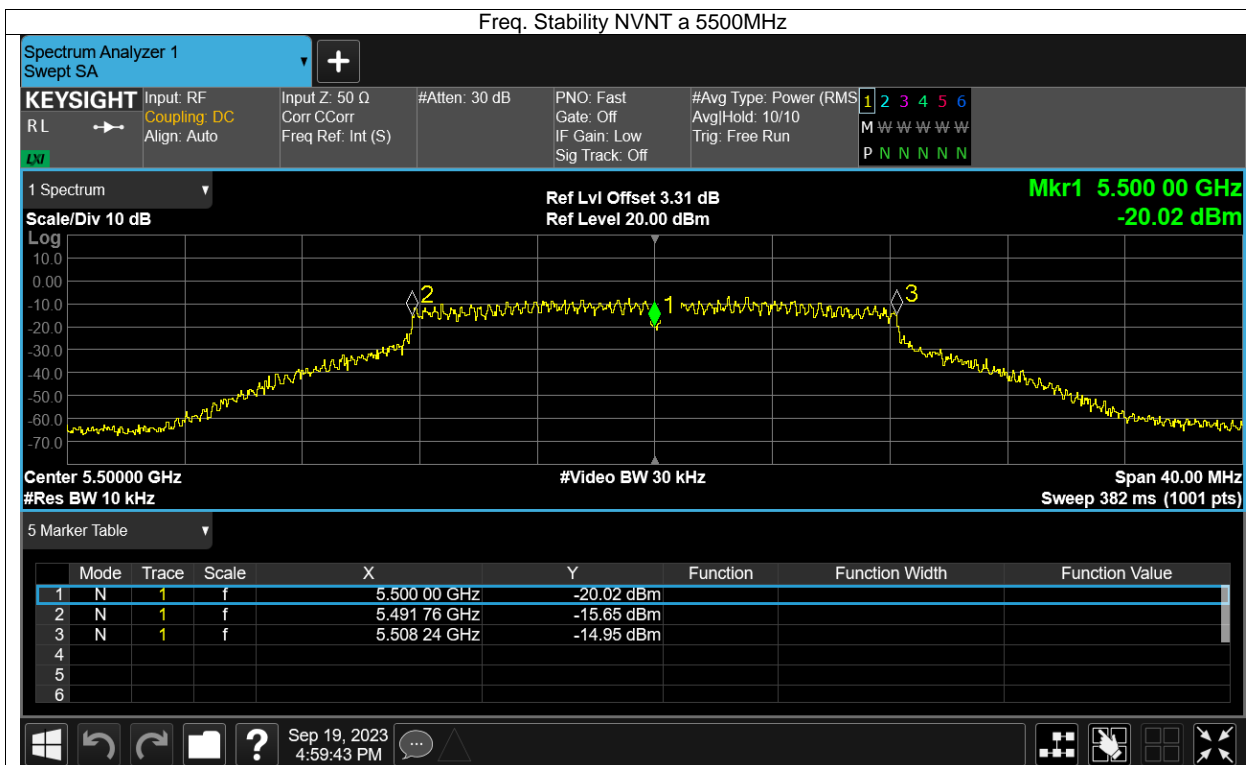 Freq. Stability NVNT a 5500MHz
Spectrum Analyzer 1
Swept SA
KEYSIGHT
RL
LXI
Input: RF
Coupling: DC
Align: Auto
Input Z: 50 Ω
Corr CCorr
Freq Ref: Int (S)
#Atten: 30 dB
PNO: Fast
Gate: Off
IF Gain: Low
Sig Track: Off
#Avg Type: Power (RMS
Avg|Hold: 10/10
Trig: Free Run
1 2 3 4 5 6
M W W W W W
P N N N N N
1 Spectrum
Scale/Div 10 dB
Ref Lvl Offset 3.31 dB
Ref Level 20.00 dBm
Mkr1 5.500 00 GHz
-20.02 dBm
Log
10.0
0.00
-10.0
-20.0
-30.0
-40.0
-50.0
-60.0
-70.0
2
1
3
Center 5.50000 GHz
#Video BW 30 kHz
Span 40.00 MHz
#Res BW 10 kHz
Sweep 382 ms (1001 pts)
5 Marker Table
Mode Trace Scale X Y Function Function Width Function Value
1 N 1 f 5.500 00 GHz -20.02 dBm
2 N 1 f 5.491 76 GHz -15.65 dBm
3 N 1 f 5.508 24 GHz -14.95 dBm
4
5
6
?
Sep 19, 2023
4:59:43 PM